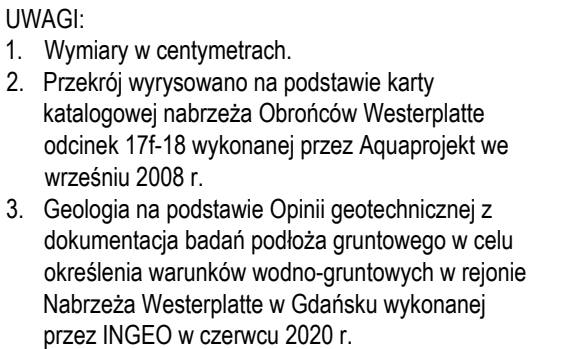 UWAGI:
1. Wymiary w centymetrach.
2. Przekrój wyrysowano na podstawie karty
katalogowej nabrzeża Obrońców Westerplatte
odcinek 17f-18 wykonanej przez Aquaprojekt we
wrześniu 2008 r.
3. Geologia na podstawie Opinii geotechnicznej z
dokumentacja badań podłoża gruntowego w celu
określenia warunków wodno-gruntowych w rejonie
Nabrzeża Westerplatte w Gdańsku wykonanej
przez INGEO w czerwcu 2020 r.